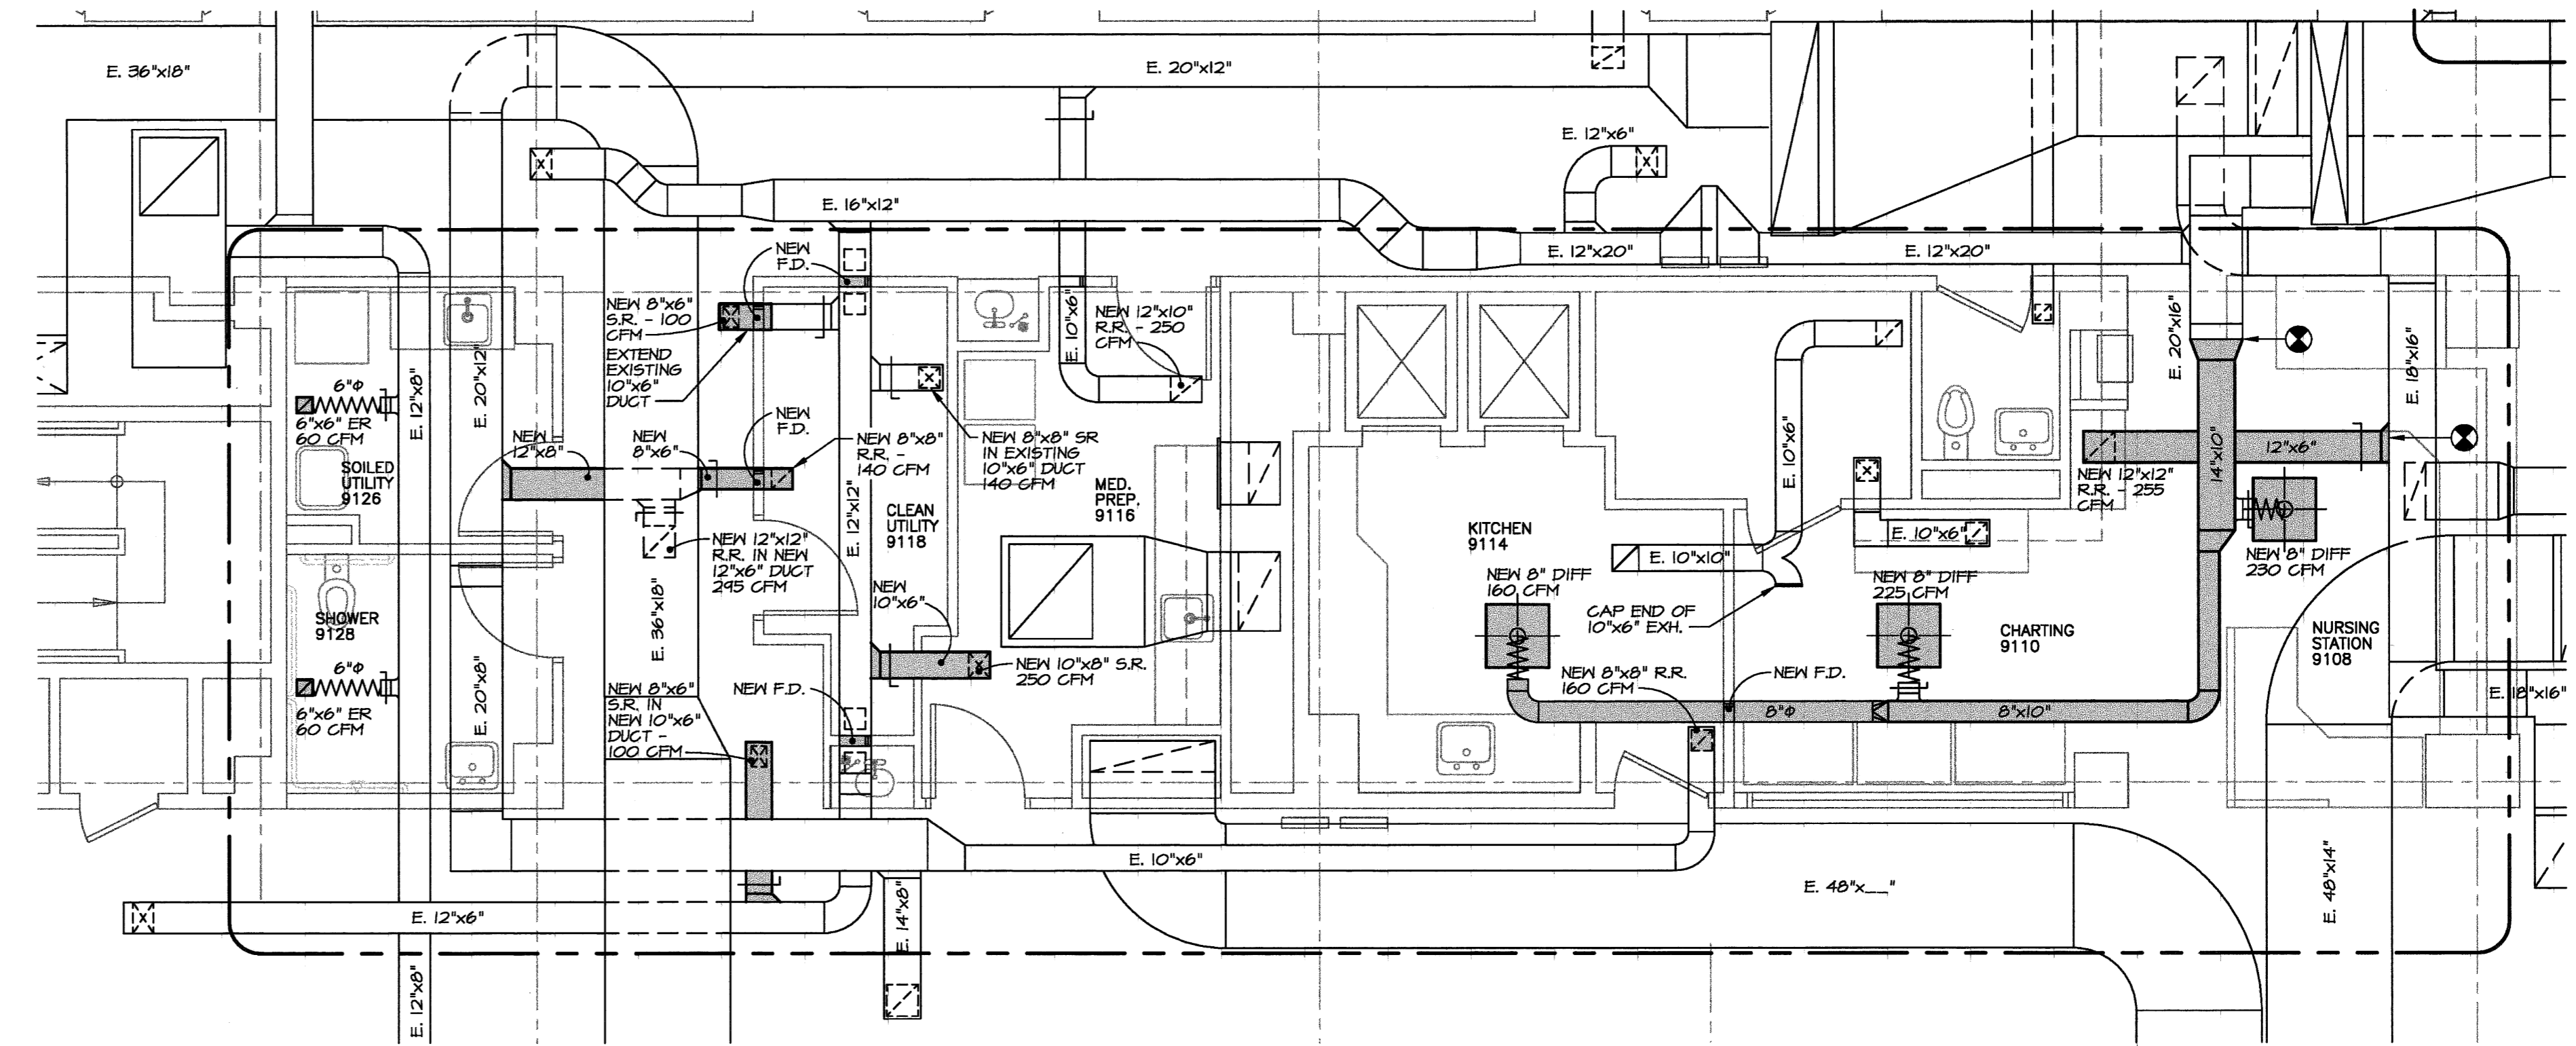 E. 36"x18"
E. 20"x12"
E. 12"x6"
E. 16"x12"
E. 12"x20"
E. 12"x20"
NEW
F.D.
NEW 8"x6"
S.R. - 100
CFM
EXTEND
EXISTING
10"x6"
DUCT
E. 10"x6"
NEW 12"x10"
R.R. - 250
CFM
E. 20"x16"
E. 18"x16"
6"Φ
6"x6" ER
60 CFM
E. 12"x8"
E. 20"x12"
SOILED
UTILITY
9126
NEW
12"x8"
NEW
8"x6"
NEW
F.D.
NEW 8"x8"
R.R. -
140 CFM
NEW 8"x8" SR
IN EXISTING
10"x6" DUCT
140 CFM
MED.
PREP.
9116
E. 12"x12"
CLEAN
UTILITY
9118
E. 10"x6"
14"x10"
12"x6"
NEW 12"x12"
R.R. - 255
CFM
NEW 12"x12"
R.R. IN NEW
12"x6" DUCT
295 CFM
KITCHEN
9114
E. 10"x10"
E. 10"x6"
NEW 8" DIFF
230 CFM
NEW 8" DIFF
160 CFM
NEW 8" DIFF
225 CFM
CAP END OF
10"x6" EXH.
NEW
10"x6"
E. 36"x18"
SHOWER
9128
6"Φ
6"x6" ER
60 CFM
E. 20"x8"
CHARTING
9110
NURSING
STATION
9108
NEW 10"x8" S.R.
250 CFM
NEW 8"x8" R.R.
160 CFM
NEW F.D.
NEW 8"x6"
S.R. IN
NEW 10"x6"
DUCT -
100 CFM
NEW F.D.
8"Φ
8"x10"
E. 18"x16"
E. 10"x6"
E. 48"x__"
E. 48"x14"
E. 12"x6"
E. 14"x8"
E. 12"x8"